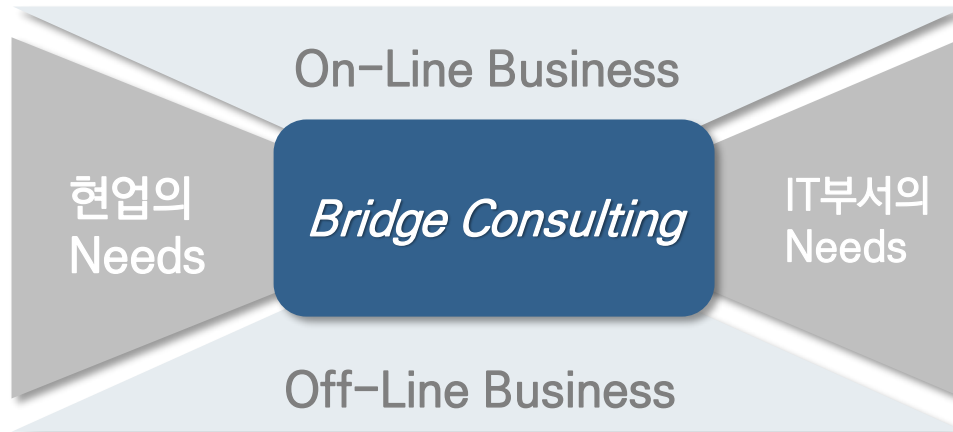 On-Line Business
현업의
Needs
Bridge Consulting
IT부서의
Needs
Off-Line Business